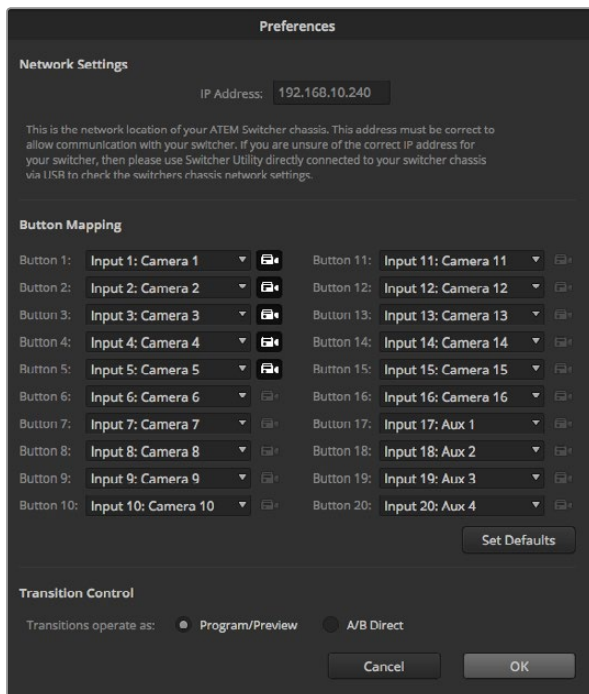 Preferences
Network Settings
IP Address: 192.168.10.240
This is the network location of your ATEM Switcher chassis. This address must be correct to
allow communication with your switcher. If you are unsure of the correct IP address for
your switcher, then please use Switcher Utility directly connected to your switcher chassis
via USB to check the switchers chassis network settings.
Button Mapping
Button 1: Input 1: Camera 1 Button 11: Input 11: Camera 11
Button 2: Input 2: Camera 2 Button 12: Input 12: Camera 12
Button 3: Input 3: Camera 3 Button 13: Input 13: Camera 13
Button 4: Input 4: Camera 4 Button 14: Input 14: Camera 14
Button 5: Input 5: Camera 5 Button 15: Input 15: Camera 15
Button 6: Input 6: Camera 6 Button 16: Input 16: Camera 16
Button 7: Input 7: Camera 7 Button 17: Input 17: Aux 1
Button 8: Input 8: Camera 8 Button 18: Input 18: Aux 2
Button 9: Input 9: Camera 9 Button 19: Input 19: Aux 3
Button 10: Input 10: Camera 10 Button 20: Input 20: Aux 4
Set Defaults
Transition Control
Transitions operate as: Program/Preview A/B Direct
Cancel OK